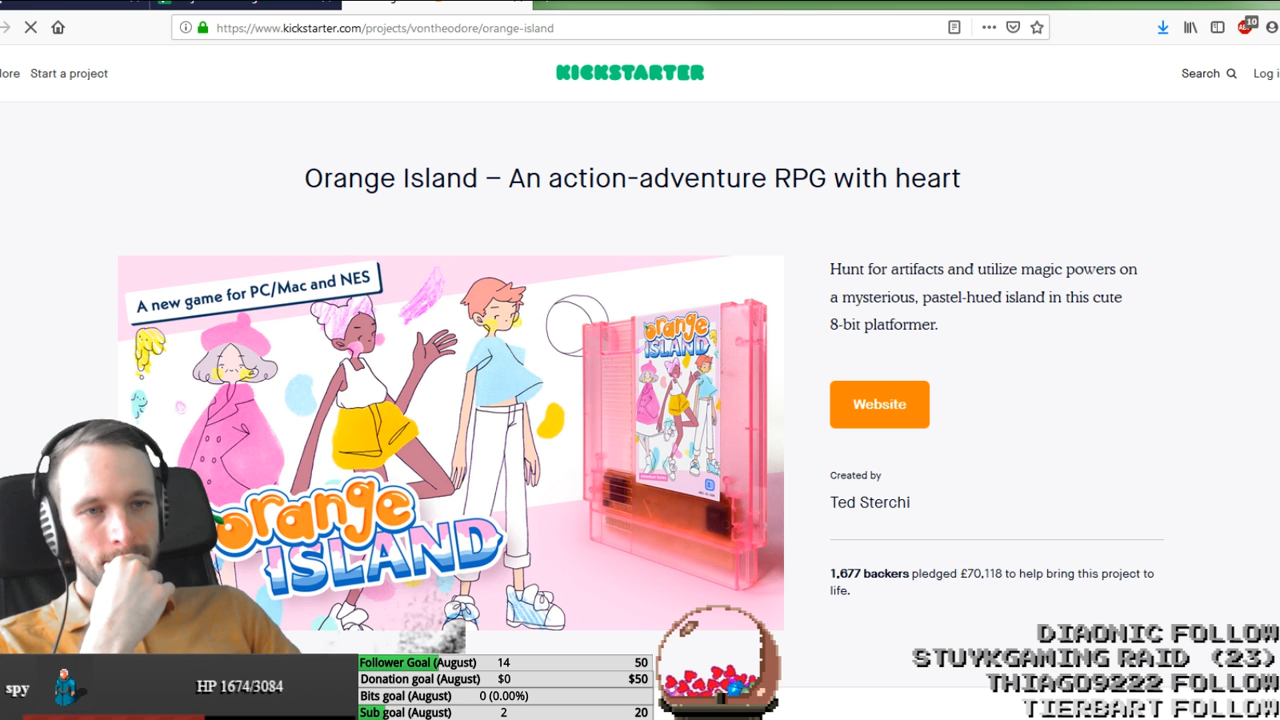 https://www.kickstarter.com/projects/vontheodore/orange-island
10
lore Start a project
KICKSTARTER
Search
Log i
Orange Island – An action-adventure RPG with heart
A new game for PC/Mac and NES
orange
ISLAND
orange
ISLAND
Hunt for artifacts and utilize magic powers on
a mysterious, pastel-hued island in this cute
8-bit platformer.
Website
Created by
Ted Sterchi
1,677 backers pledged £70,118 to help bring this project to
life.
DIAONIC FOLLOW
STUYKGAMING RAID (23)
THIAGO9222 FOLLOW
TIERBART FOLLOW
spy
HP 1674/3084
Follower Goal (August) 14 50
Donation goal (August) $0 $50
Bits goal (August) 0 (0.00%)
Sub goal (August) 2 20